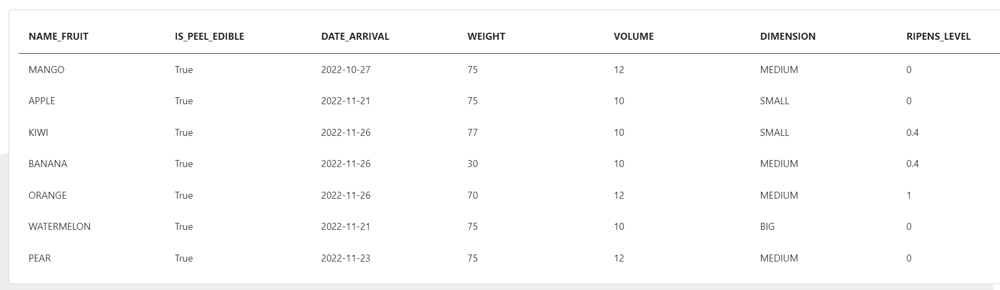 NAME_FRUIT IS_PEEL_EDIBLE DATE_ARRIVAL WEIGHT VOLUME DIMENSION RIPENS_LEVEL
MANGO True 2022-10-27 75 12 MEDIUM 0
APPLE True 2022-11-21 75 10 SMALL 0
KIWI True 2022-11-26 77 10 SMALL 0.4
BANANA True 2022-11-26 30 10 MEDIUM 0.4
ORANGE True 2022-11-26 70 12 MEDIUM 1
WATERMELON True 2022-11-21 75 10 BIG 0
PEAR True 2022-11-23 75 12 MEDIUM 0